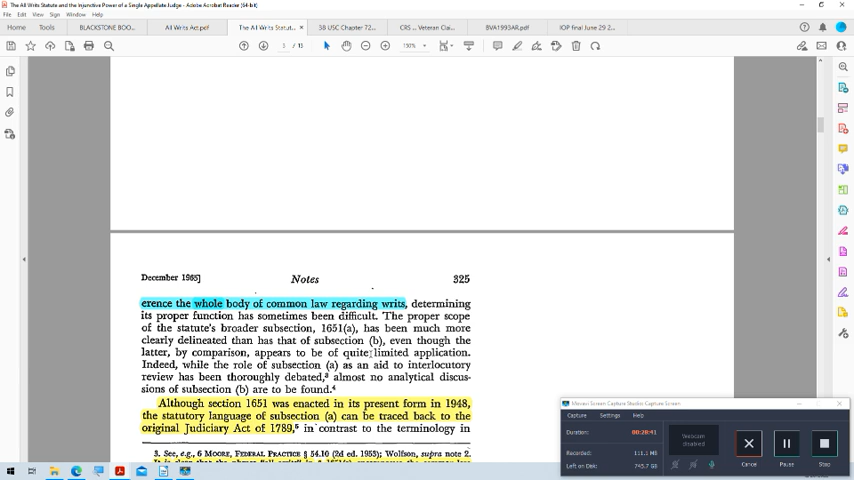 The All Writs Statute and the Injunctive Power of a Single Appellate Judge - Adobe Acrobat Reader (64-bit)
File Edit View Sign Window Help
Home Tools BLACKSTONE BOO... All Writs Act.pdf The All Writs Statut... × 38 USC Chapter 72... CRS ... Veteran Clai... BVA1993AR.pdf IOP final June 29 2...
3 / 15 150%
December 1965] Notes 325
erence the whole body of common law regarding writs, determining
its proper function has sometimes been difficult. The proper scope
of the statute's broader subsection, 1651(a), has been much more
clearly delineated than has that of subsection (b), even though the
latter, by comparison, appears to be of quite limited application.
Indeed, while the role of subsection (a) as an aid to interlocutory
review has been thoroughly debated,³ almost no analytical discus-
sions of subsection (b) are to be found.⁴
Although section 1651 was enacted in its present form in 1948,
the statutory language of subsection (a) can be traced back to the
original Judiciary Act of 1789,⁵ in contrast to the terminology in
3. See, e.g., 6 MOORE, FEDERAL PRACTICE § 54.10 (2d ed. 1953); Wolfson, supra note 2.
Movavi Screen Capture Studio: Capture Screen
Capture Settings Help
Duration: 00:28:41
Recorded: 111.1 MB
Left on Disk: 745.7 GB
Webcam
disabled
Cancel Pause Stop